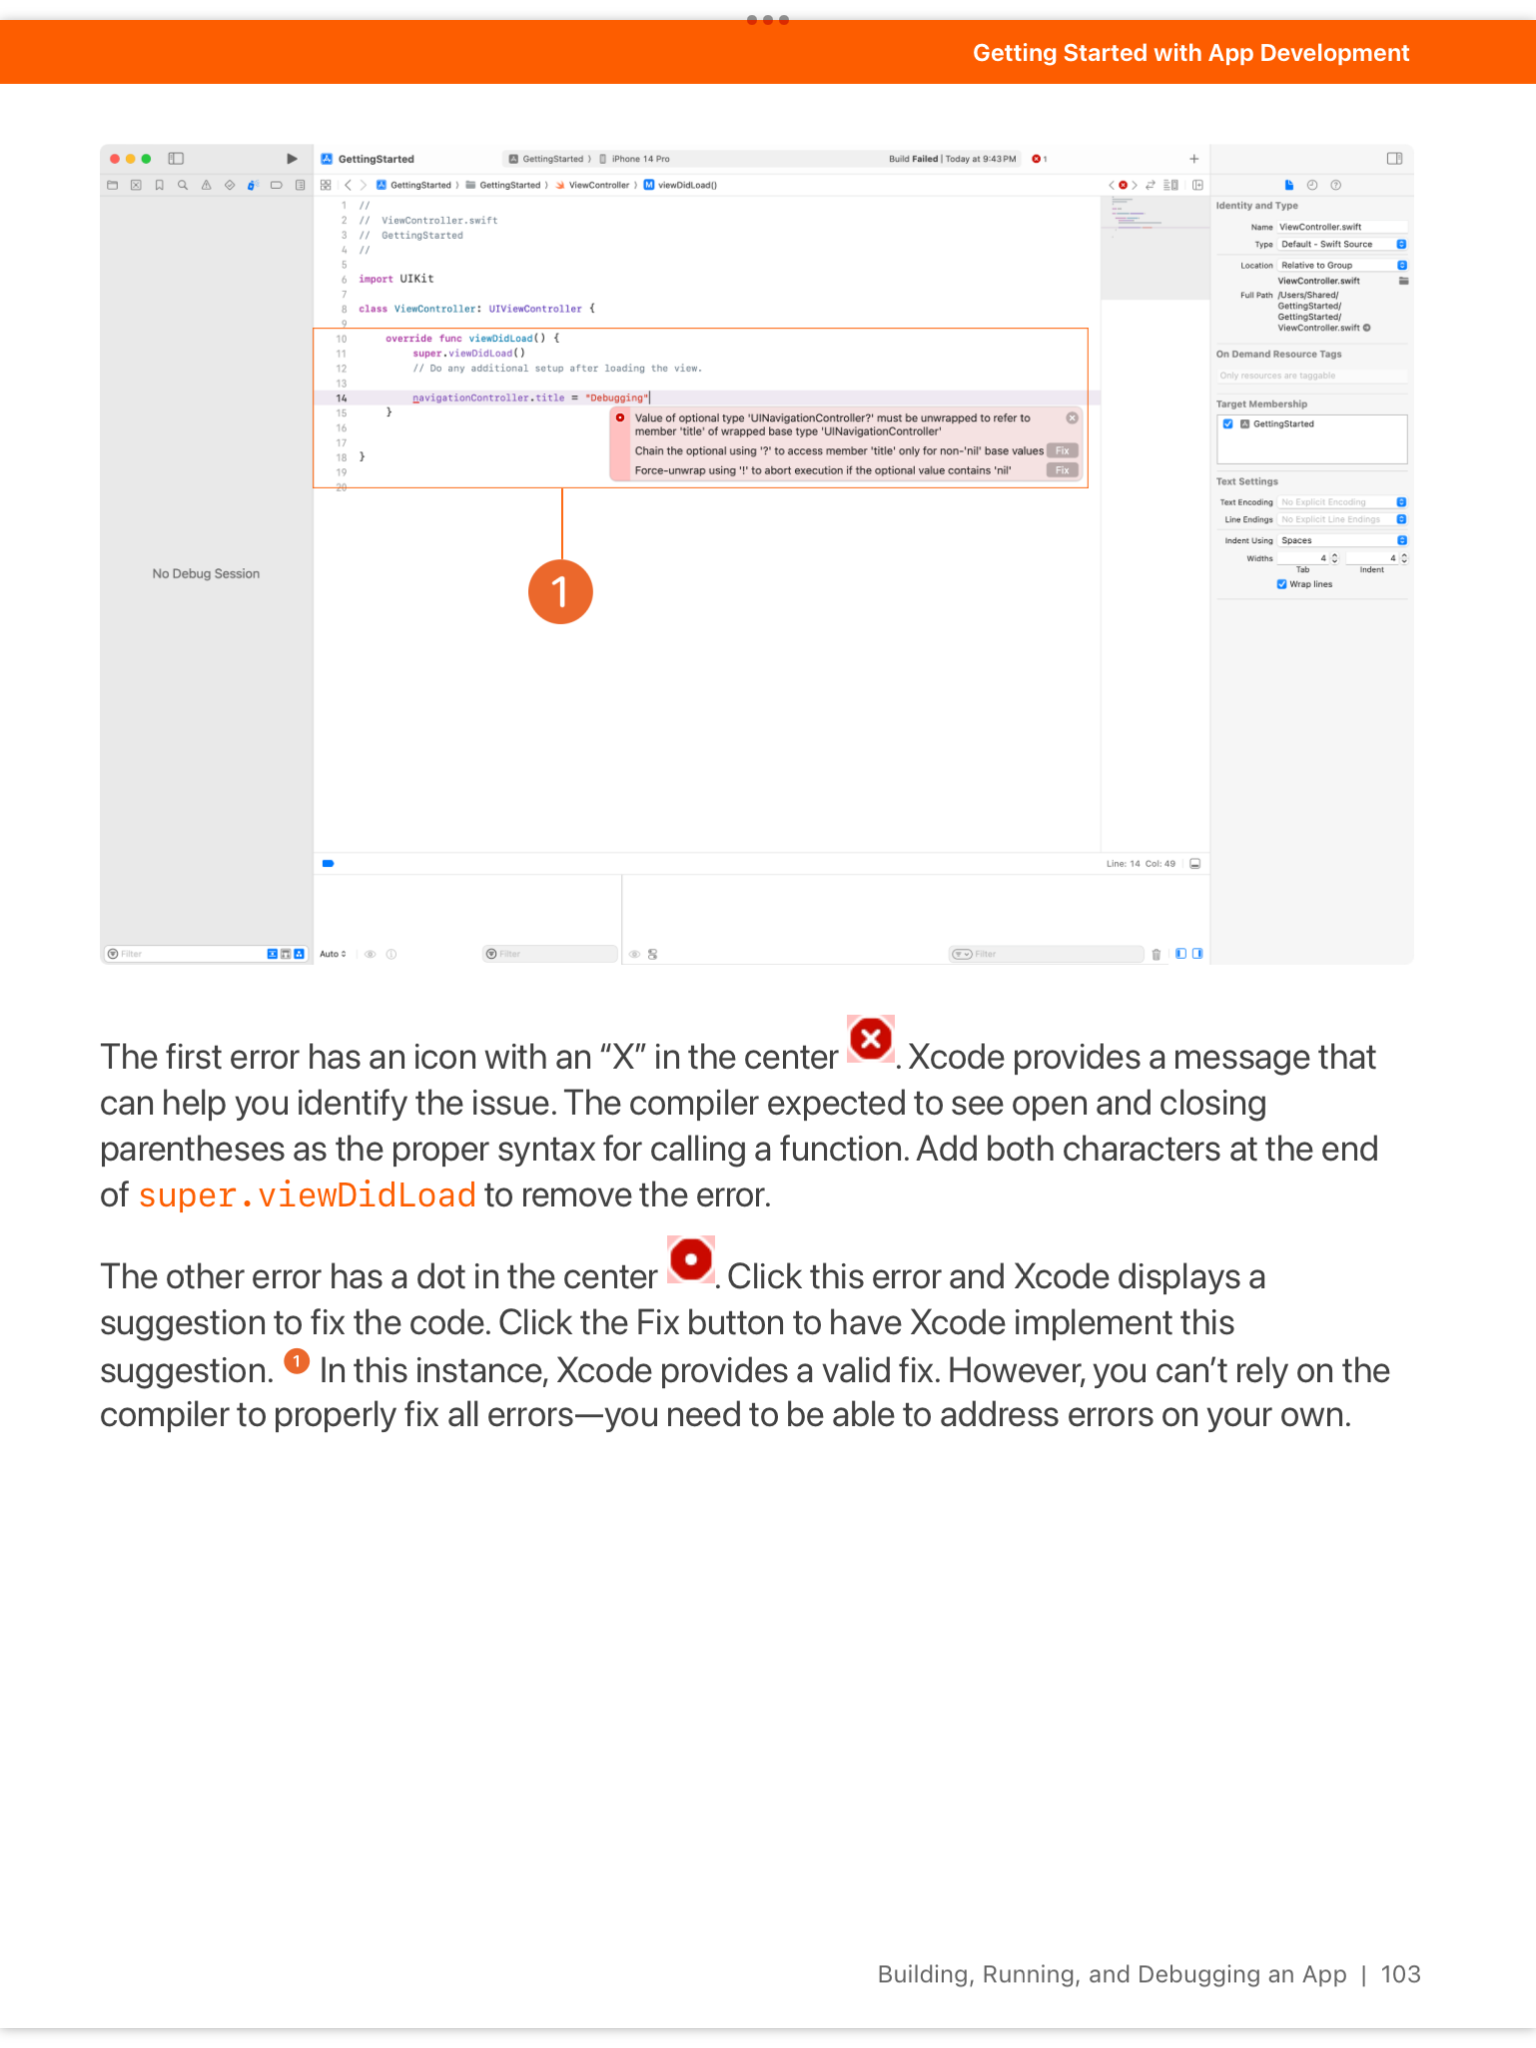 Getting Started with App Development
GettingStarted
GettingStarted
iPhone 14 Pro
Build Failed | Today at 9:43 PM
1
GettingStarted
GettingStarted
ViewController
M
viewDidLoad()
Identity and Type
Name ViewController.swift
Type Default - Swift Source
Location Relative to Group
ViewController.swift
Full Path /Users/Shared/
GettingStarted/
GettingStarted/
ViewController.swift
On Demand Resource Tags
Only resources are taggable
Target Membership
GettingStarted
Text Settings
Text Encoding No Explicit Encoding
Line Endings No Explicit Line Endings
Indent Using Spaces
Widths 4 4
Tab Indent
Wrap lines
1 //
2 //  ViewController.swift
3 //  GettingStarted
4 //
5
6 import UIKit
7
8 class ViewController: UIViewController {
9
10 override func viewDidLoad() {
11 super.viewDidLoad()
12 // Do any additional setup after loading the view.
13
14 navigationController.title = "Debugging"
15 }
16
17
18 }
19
20
Value of optional type 'UINavigationController?' must be unwrapped to refer to
member 'title' of wrapped base type 'UINavigationController'
Chain the optional using '?' to access member 'title' only for non-'nil' base values Fix
Force-unwrap using '!' to abort execution if the optional value contains 'nil' Fix
1
No Debug Session
Line: 14 Col: 49
Filter
Auto
Filter
Filter
The first error has an icon with an “X” in the center . Xcode provides a message that
can help you identify the issue. The compiler expected to see open and closing
parentheses as the proper syntax for calling a function. Add both characters at the end
of super.viewDidLoad to remove the error.
The other error has a dot in the center . Click this error and Xcode displays a
suggestion to fix the code. Click the Fix button to have Xcode implement this
suggestion. 1 In this instance, Xcode provides a valid fix. However, you can’t rely on the
compiler to properly fix all errors—you need to be able to address errors on your own.
Building, Running, and Debugging an App | 103